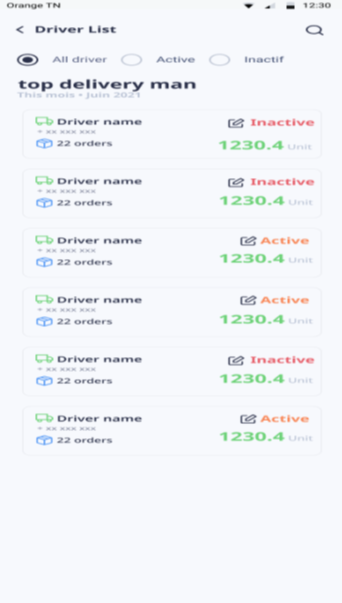 Orange TN 12:30
Driver List
All driver Active Inactif
top delivery man
This mois • Juin 2021
Driver name Inactive
* xx xxx xxx
22 orders 1230.4 Unit
Driver name Inactive
* xx xxx xxx
22 orders 1230.4 Unit
Driver name Active
* xx xxx xxx
22 orders 1230.4 Unit
Driver name Active
* xx xxx xxx
22 orders 1230.4 Unit
Driver name Inactive
* xx xxx xxx
22 orders 1230.4 Unit
Driver name Active
* xx xxx xxx
22 orders 1230.4 Unit